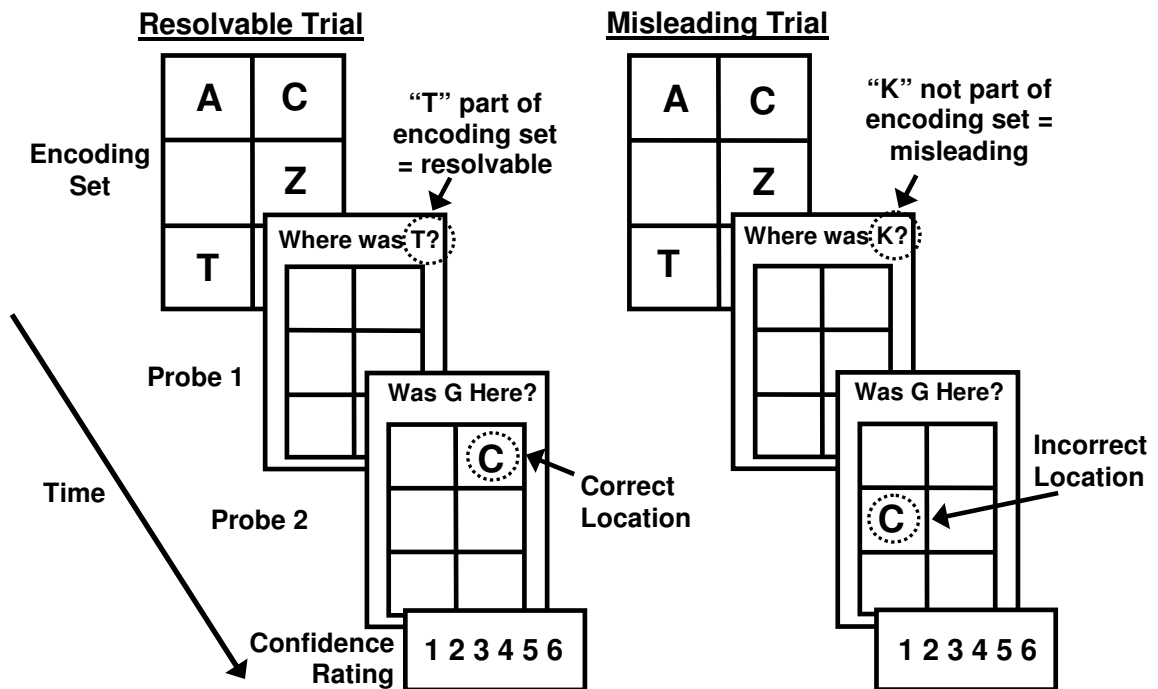 Resolvable Trial
Misleading Trial
A C
Z
T
A C
Z
T
Encoding
Set
“T” part of
encoding set
= resolvable
“K” not part of
encoding set =
misleading
Where was T?
Where was K?
Probe 1
Was G Here?
C
Correct
Location
Was G Here?
C
Incorrect
Location
Time
Probe 2
Confidence
Rating
1 2 3 4 5 6
1 2 3 4 5 6